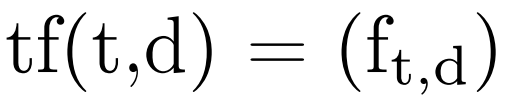 tf(t,d) = (f_{t,d})